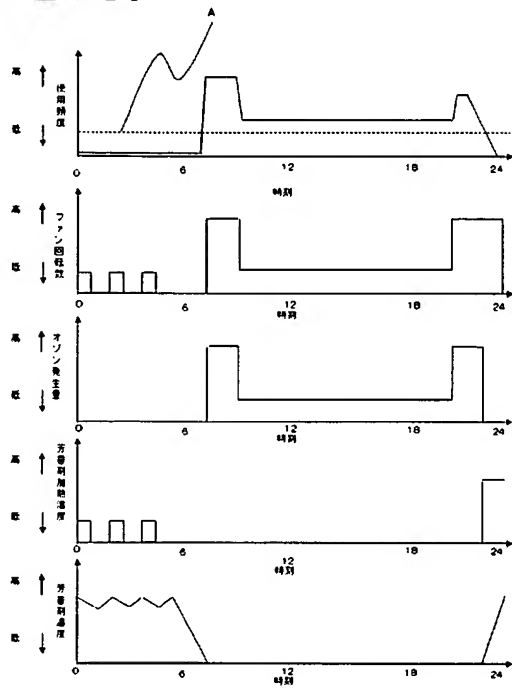 A
高
低
使用頻度
0 6 12 18 24
時刻
高
低
ファン回転数
0 6 12 18 24
時刻
高
低
オゾン発生量
0 6 12 18 24
時刻
高
低
芳香剤加熱温度
0 6 12 18 24
時刻
高
低
芳香剤濃度
0 6 12 18 24
時刻